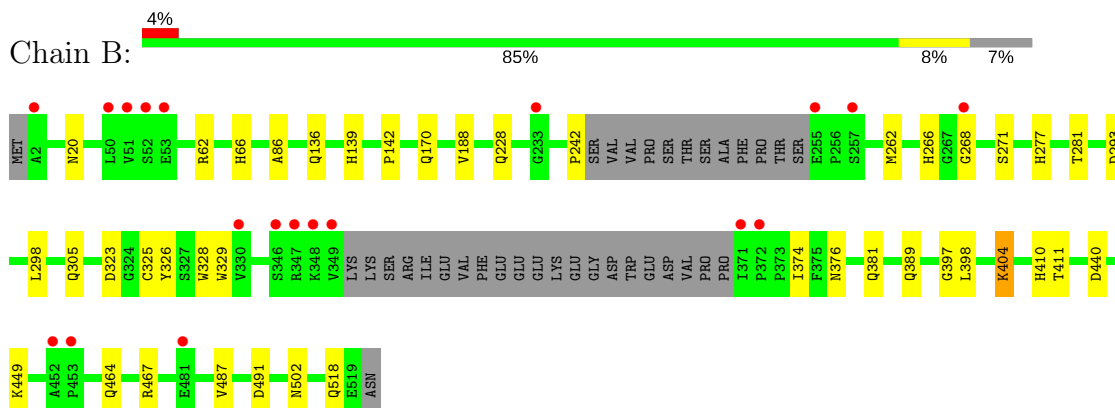 4%
Chain B:
85% 8% 7%
MET A2 N20 L50 V51 S52 E53 R62 H66 A86 Q136 H139 P142 Q170 V188 Q228 G233 P242 SER VAL VAL PRO SER THR SER ALA PHE PRO THR SER E255 P256 S257 M262 H266 G267 G268 S271 H277 T281
L298 Q305 D323 G324 C325 Y326 S327 W328 W329 V330 S346 R347 K348 V349 LYS LYS SER ARG ILE GLU VAL PHE GLU GLU GLU LYS GLU GLY ASP TRP GLU ASP VAL PRO PRO I371 P372 P373 I374 F375 N376 Q381 Q389 G397 L398 K404 H410 T411 D440
K449 A452 P453 Q464 R467 E481 V487 D491 N502 Q518 E519 ASN